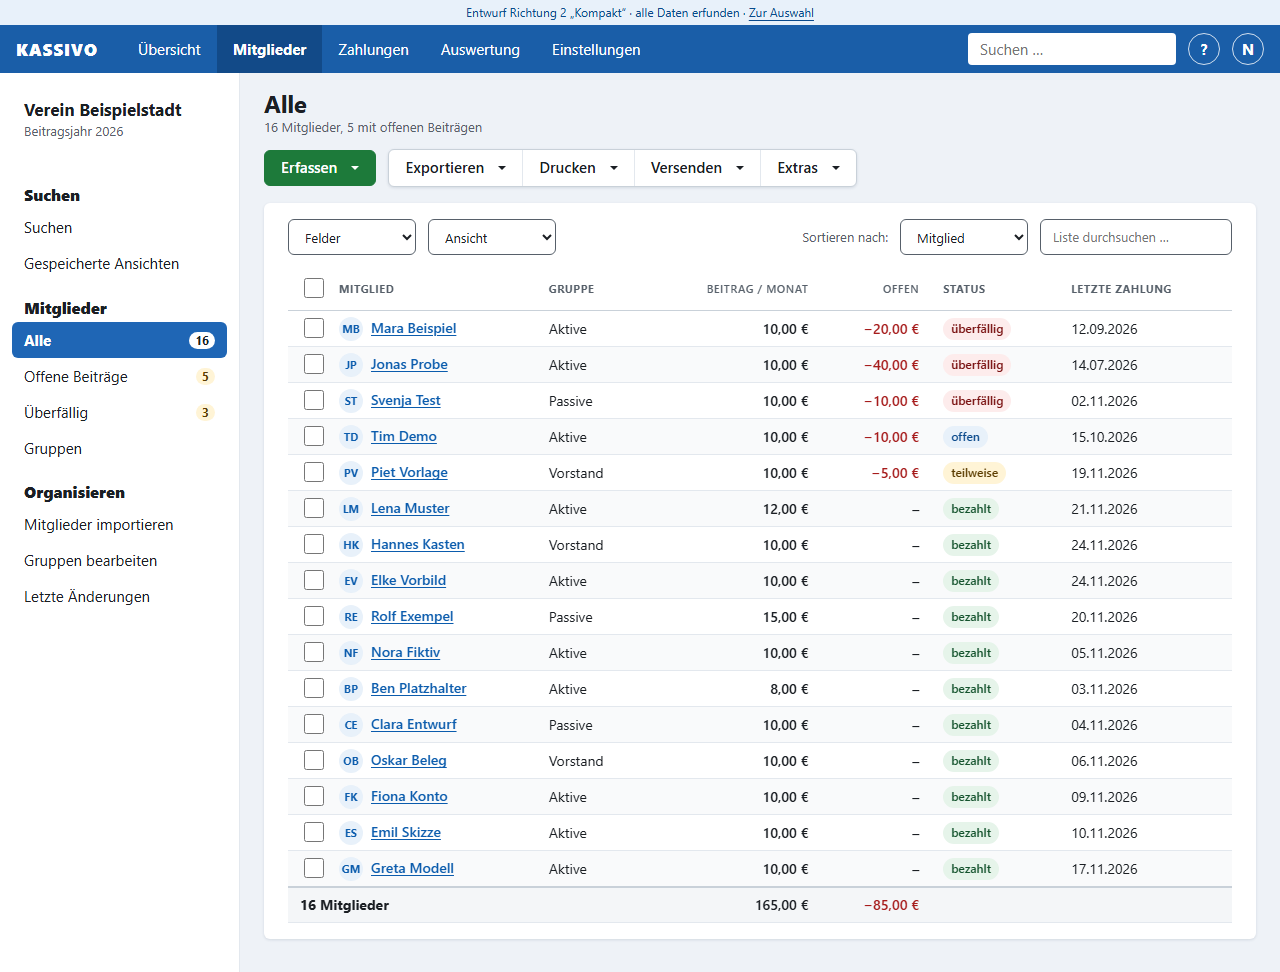 Entwurf Richtung 2 „Kompakt“ · alle Daten erfunden · Zur Auswahl
KASSIVO Übersicht Mitglieder Zahlungen Auswertung Einstellungen Suchen ... ? N
Verein Beispielstadt
Beitragsjahr 2026
Suchen
Suchen
Gespeicherte Ansichten
Mitglieder
Alle 16
Offene Beiträge 5
Überfällig 3
Gruppen
Organisieren
Mitglieder importieren
Gruppen bearbeiten
Letzte Änderungen
Alle
16 Mitglieder, 5 mit offenen Beiträgen
Erfassen Exportieren Drucken Versenden Extras
Felder Ansicht Sortieren nach: Mitglied Liste durchsuchen ...
MITGLIED GRUPPE BEITRAG / MONAT OFFEN STATUS LETZTE ZAHLUNG
MB Mara Beispiel Aktive 10,00 € −20,00 € überfällig 12.09.2026
JP Jonas Probe Aktive 10,00 € −40,00 € überfällig 14.07.2026
ST Svenja Test Passive 10,00 € −10,00 € überfällig 02.11.2026
TD Tim Demo Aktive 10,00 € −10,00 € offen 15.10.2026
PV Piet Vorlage Vorstand 10,00 € −5,00 € teilweise 19.11.2026
LM Lena Muster Aktive 12,00 € – bezahlt 21.11.2026
HK Hannes Kasten Vorstand 10,00 € – bezahlt 24.11.2026
EV Elke Vorbild Aktive 10,00 € – bezahlt 24.11.2026
RE Rolf Exempel Passive 15,00 € – bezahlt 20.11.2026
NF Nora Fiktiv Aktive 10,00 € – bezahlt 05.11.2026
BP Ben Platzhalter Aktive 8,00 € – bezahlt 03.11.2026
CE Clara Entwurf Passive 10,00 € – bezahlt 04.11.2026
OB Oskar Beleg Vorstand 10,00 € – bezahlt 06.11.2026
FK Fiona Konto Aktive 10,00 € – bezahlt 09.11.2026
ES Emil Skizze Aktive 10,00 € – bezahlt 10.11.2026
GM Greta Modell Aktive 10,00 € – bezahlt 17.11.2026
16 Mitglieder 165,00 € −85,00 €